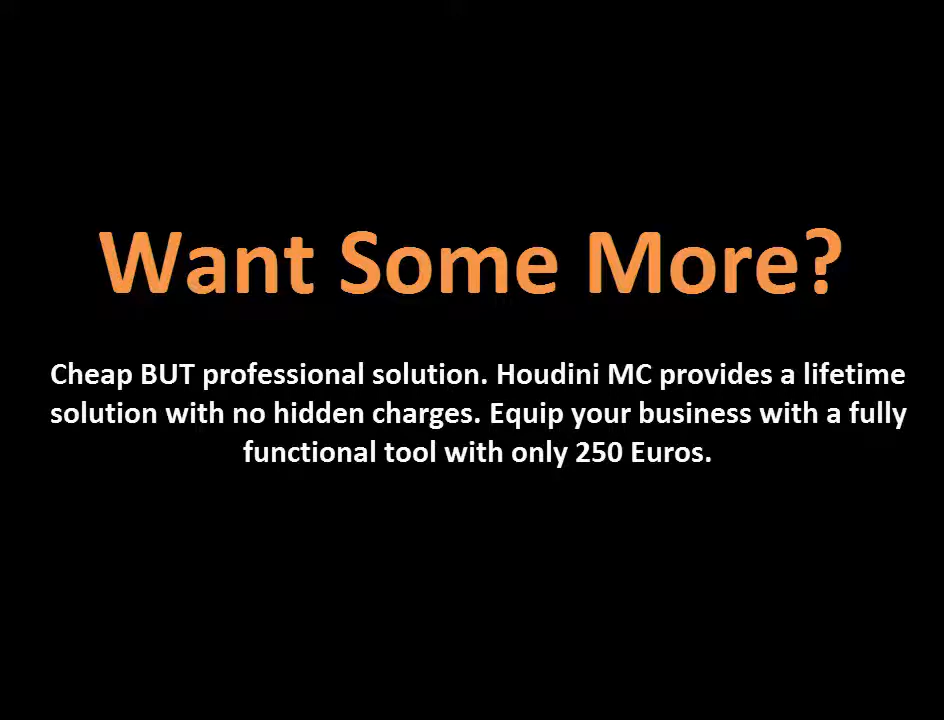 Want Some More?
Cheap BUT professional solution. Houdini MC provides a lifetime
solution with no hidden charges. Equip your business with a fully
functional tool with only 250 Euros.